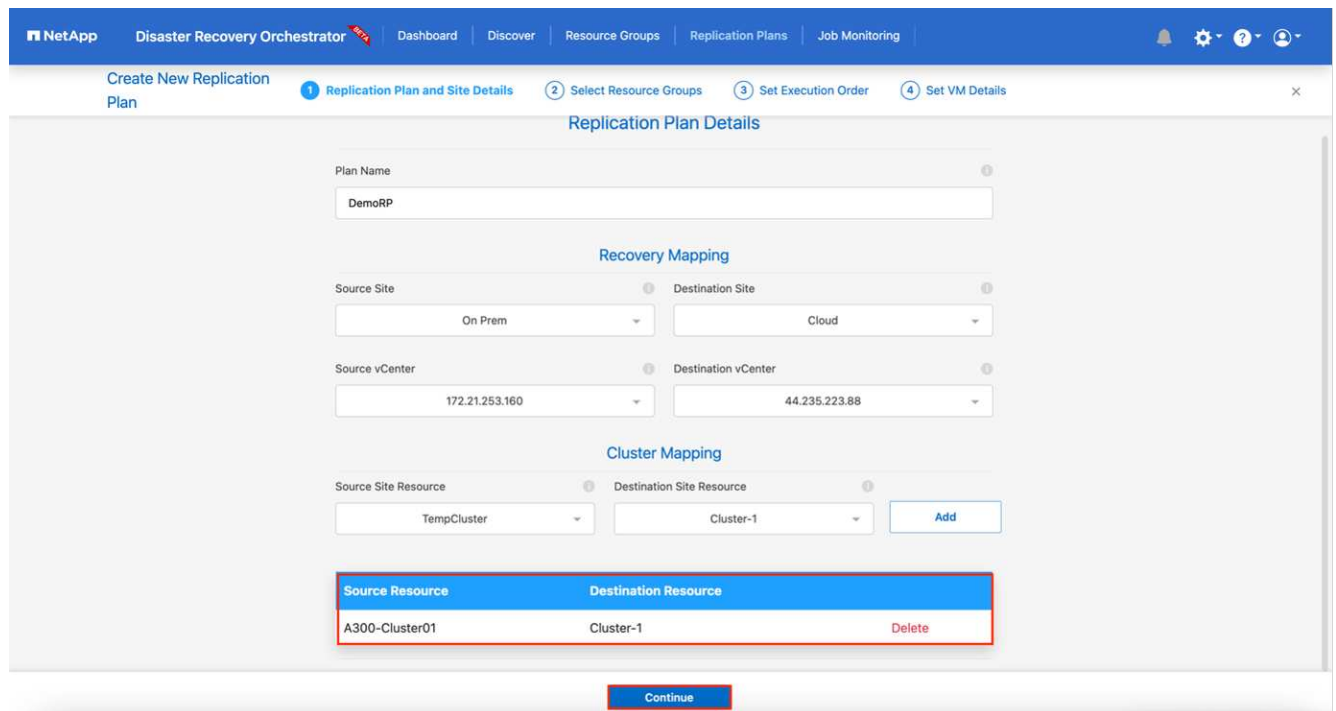 NetApp Disaster Recovery Orchestrator BETA Dashboard Discover Resource Groups Replication Plans Job Monitoring ?
Create New Replication Plan
1 Replication Plan and Site Details 2 Select Resource Groups 3 Set Execution Order 4 Set VM Details ×
Replication Plan Details
Plan Name
DemoRP
Recovery Mapping
Source Site Destination Site
On Prem Cloud
Source vCenter Destination vCenter
172.21.253.160 44.235.223.88
Cluster Mapping
Source Site Resource Destination Site Resource
TempCluster Cluster-1 Add
Source Resource Destination Resource
A300-Cluster01 Cluster-1 Delete
Continue